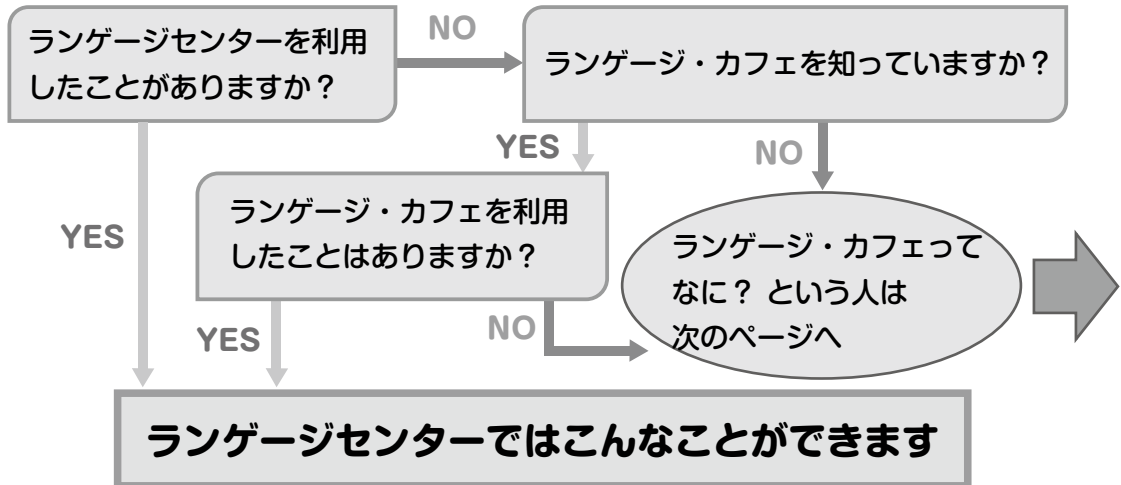 ランゲージセンターを利用
したことがありますか？
NO
ランゲージ・カフェを知っていますか？
YES
NO
YES
ランゲージ・カフェを利用
したことはありますか？
ランゲージ・カフェって
なに？ という人は
次のページへ
YES
NO
ランゲージセンターではこんなことができます